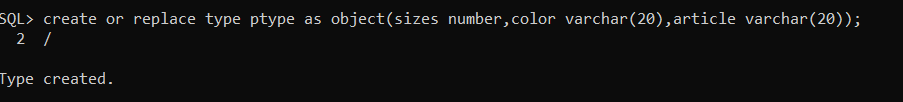 SQL> create or replace type ptype as object(sizes number,color varchar(20),article varchar(20));
  2  /
Type created.